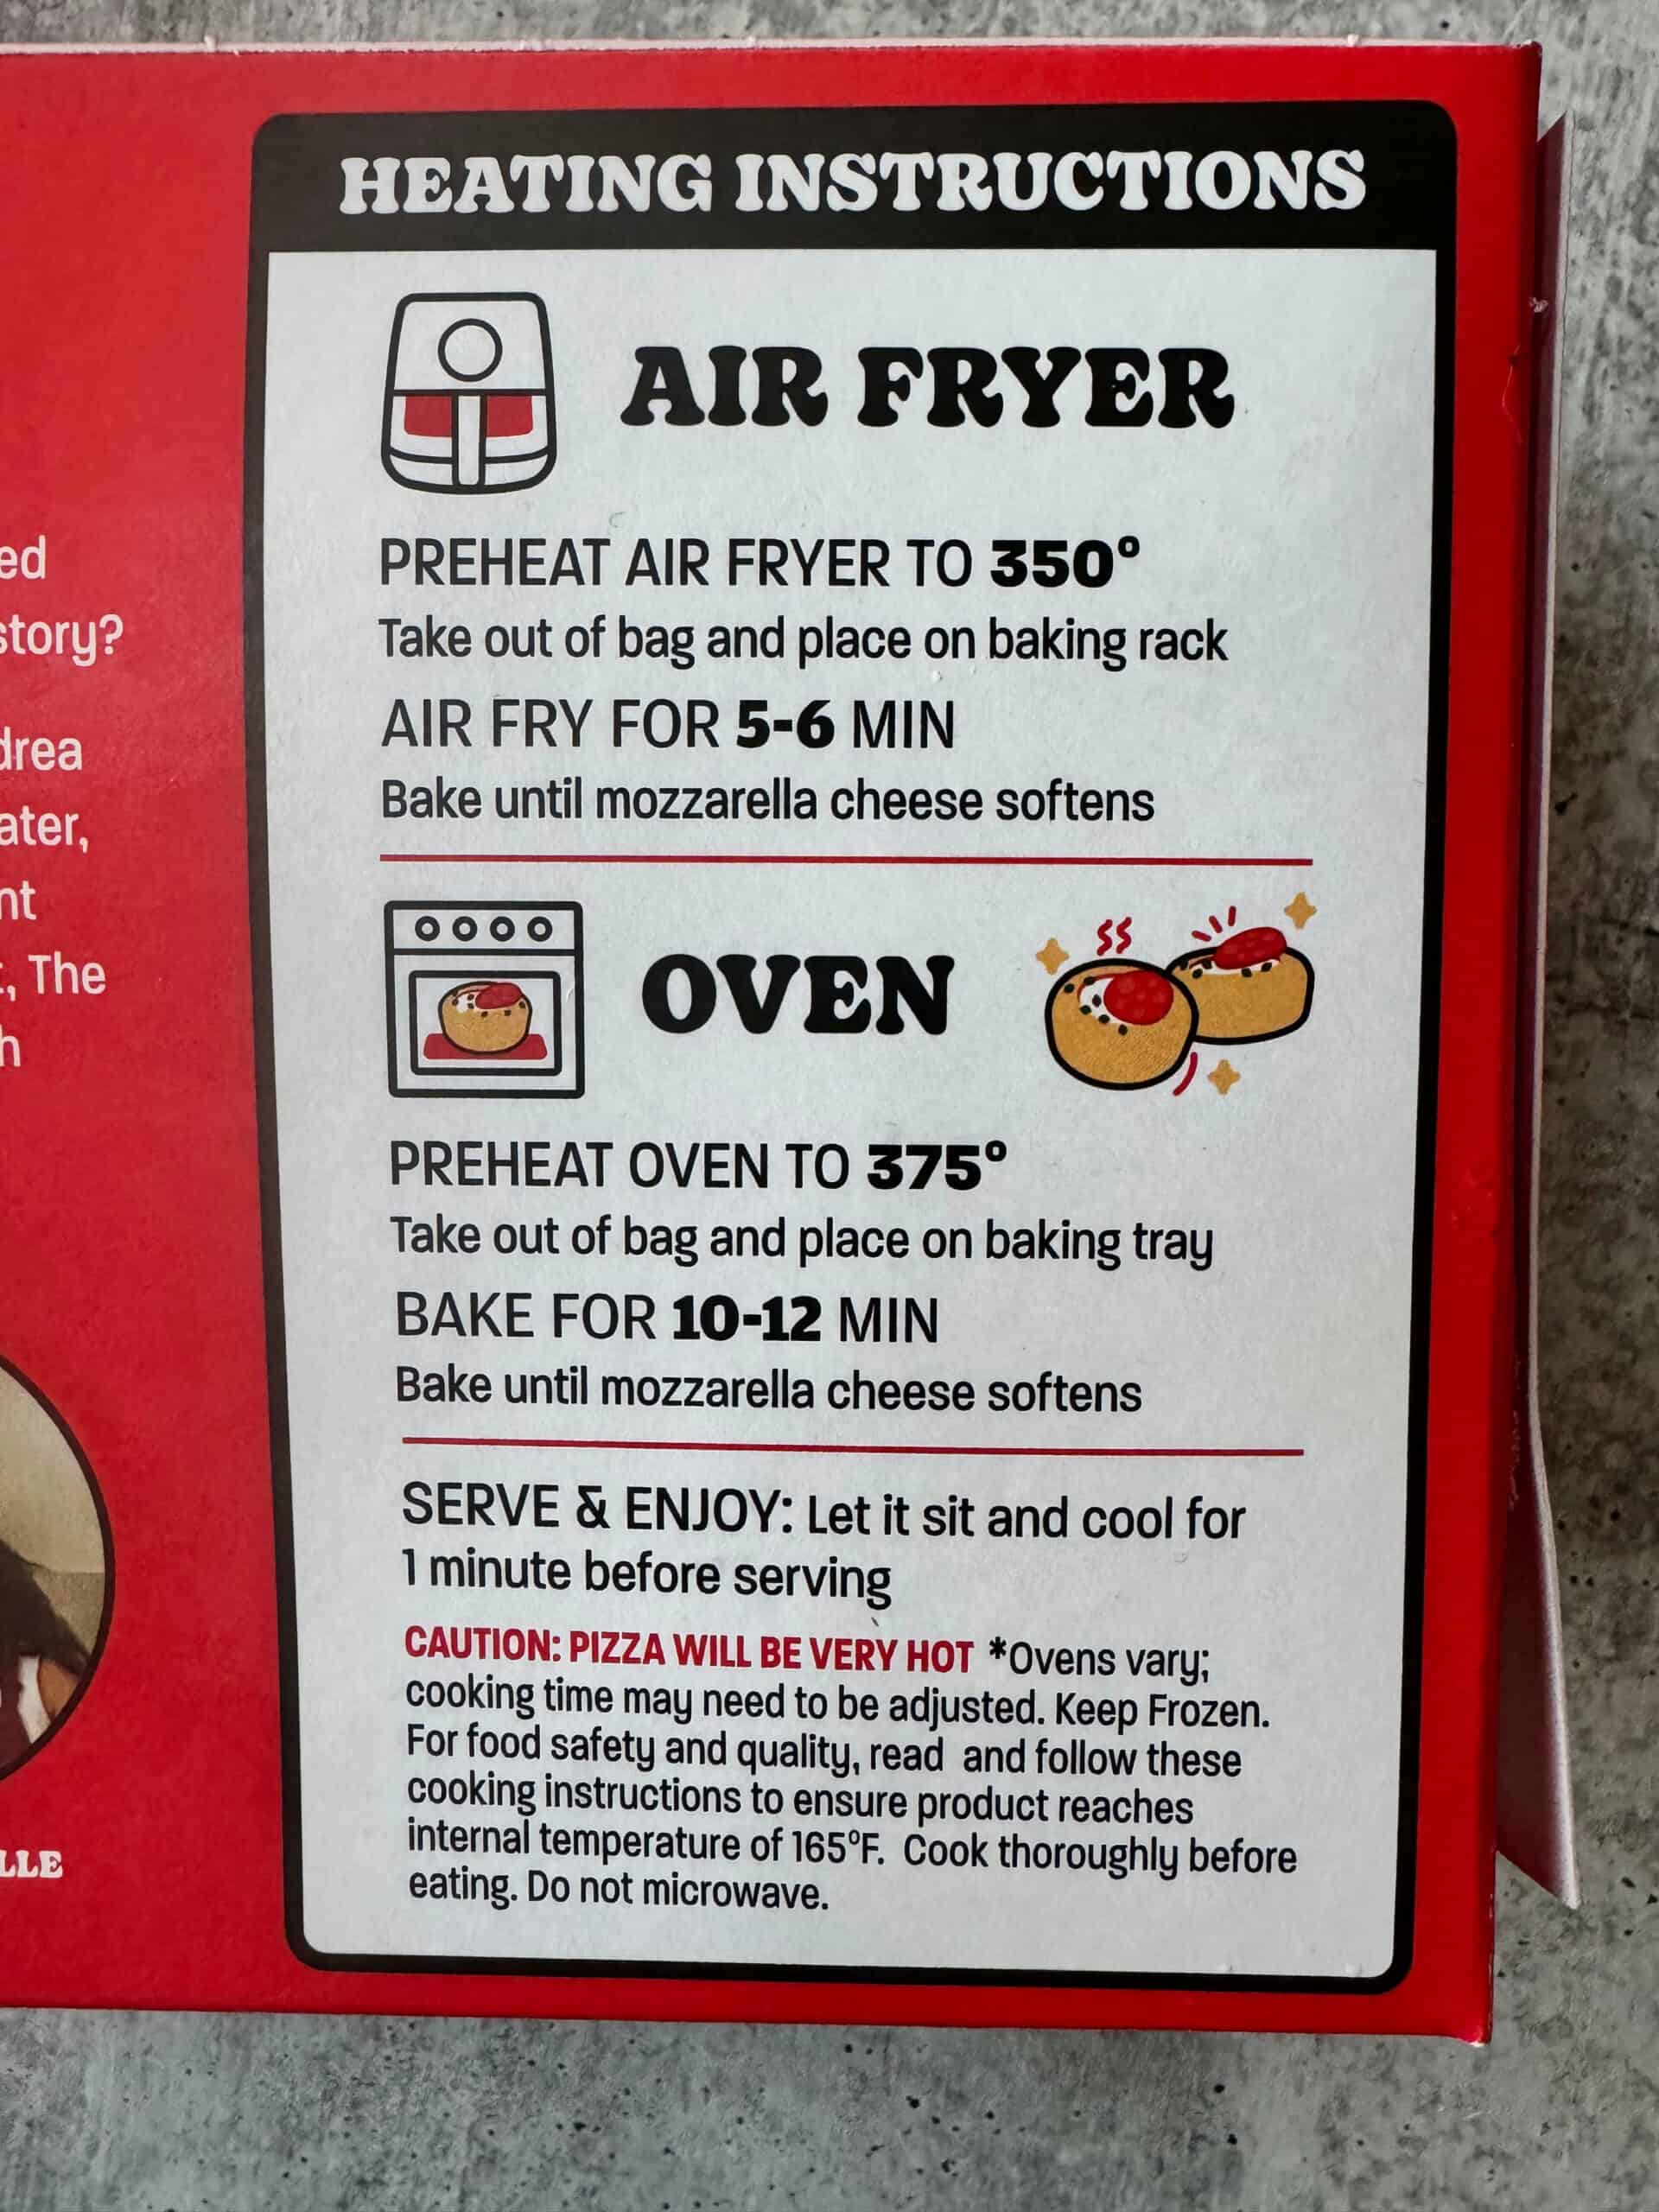 HEATING INSTRUCTIONS
AIR FRYER
PREHEAT AIR FRYER TO 350°
Take out of bag and place on baking rack
AIR FRY FOR 5-6 MIN
Bake until mozzarella cheese softens
OVEN
PREHEAT OVEN TO 375°
Take out of bag and place on baking tray
BAKE FOR 10-12 MIN
Bake until mozzarella cheese softens
SERVE & ENJOY: Let it sit and cool for
1 minute before serving
CAUTION: PIZZA WILL BE VERY HOT *Ovens vary;
cooking time may need to be adjusted. Keep Frozen.
For food safety and quality, read and follow these
cooking instructions to ensure product reaches
internal temperature of 165°F. Cook thoroughly before
eating. Do not microwave.
ed
story?
drea
ater,
nt
, The
h
LLE